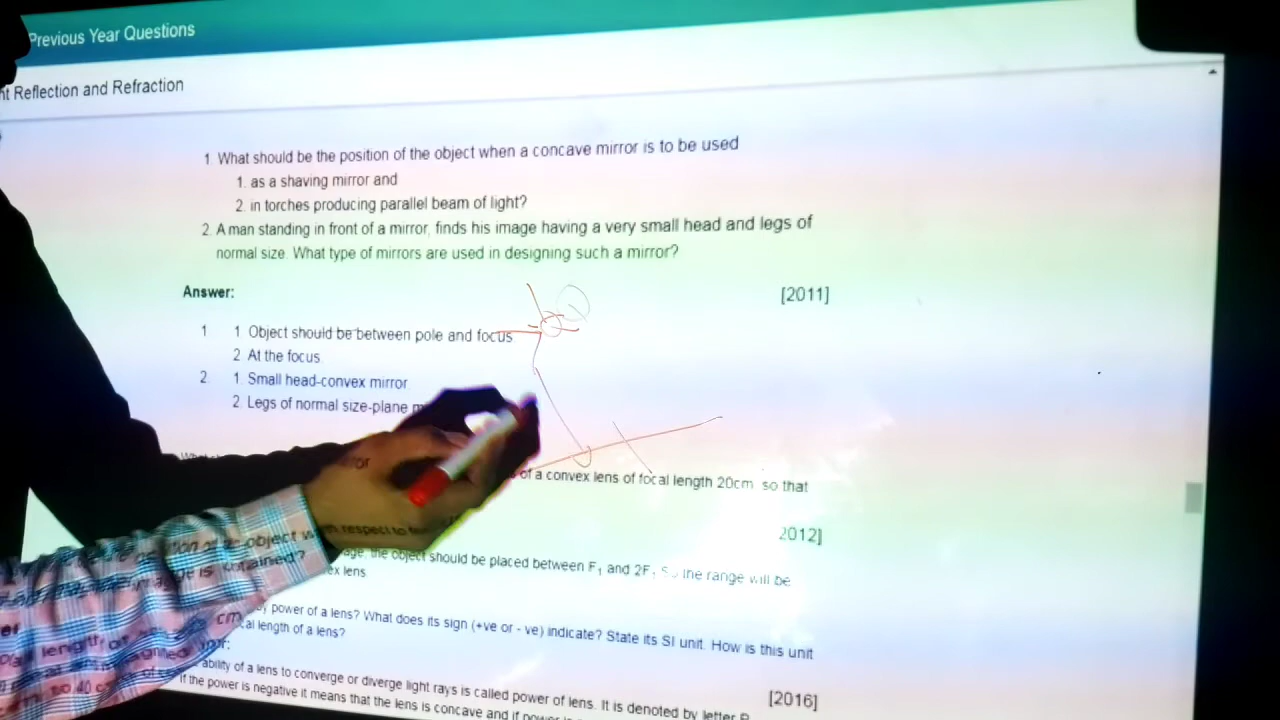 Previous Year Questions
Reflection and Refraction
1. What should be the position of the object when a concave mirror is to be used
1. as a shaving mirror and
2. in torches producing parallel beam of light?
2. A man standing in front of a mirror, finds his image having a very small head and legs of
normal size. What type of mirrors are used in designing such a mirror?
Answer:
[2011]
1 1. Object should be between pole and focus
2. At the focus
2. 1. Small head-convex mirror
2. Legs of normal size-plane
of a convex lens of focal length 20cm so that
2012]
the object should be placed between F1 and 2F1 So the range will be
lens
power of a lens? What does its sign (+ve or - ve) indicate? State its SI unit. How is this unit
length of a lens?
[2016]
ability of a lens to converge or diverge light rays is called power of lens. It is denoted by letter P
If the power is negative it means that the lens is concave and if